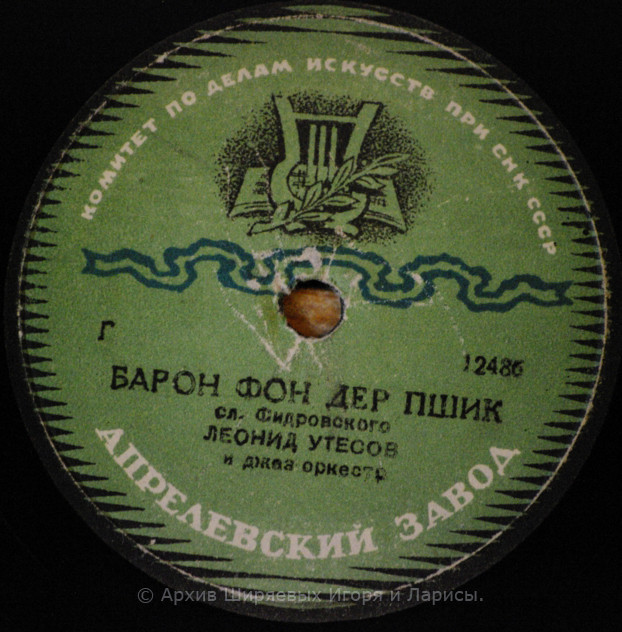 КОМИТЕТ ПО ДЕЛАМ ИСКУССТВ ПРИ СНК СССР
Г
12486
БАРОН ФОН ДЕР ПШИК
сл. Фидровского
ЛЕОНИД УТЕСОВ
и джаз оркестр
АПРЕЛЕВСКИЙ ЗАВОД
© Архив Ширяевых Игоря и Ларисы.